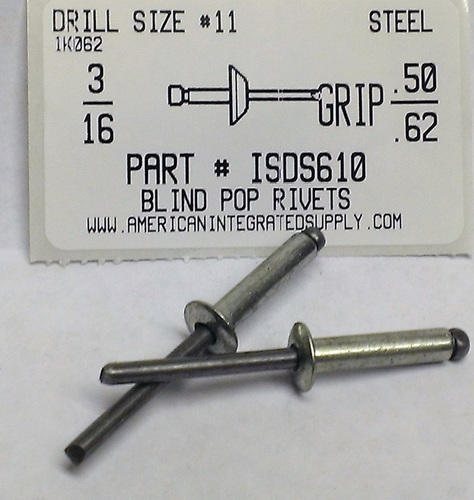 DRILL SIZE #11 STEEL
1K062
3
16
GRIP
.50
.62
PART # ISDS610
BLIND POP RIVETS
WWW.AMERICANINTEGRATEDSUPPLY.COM